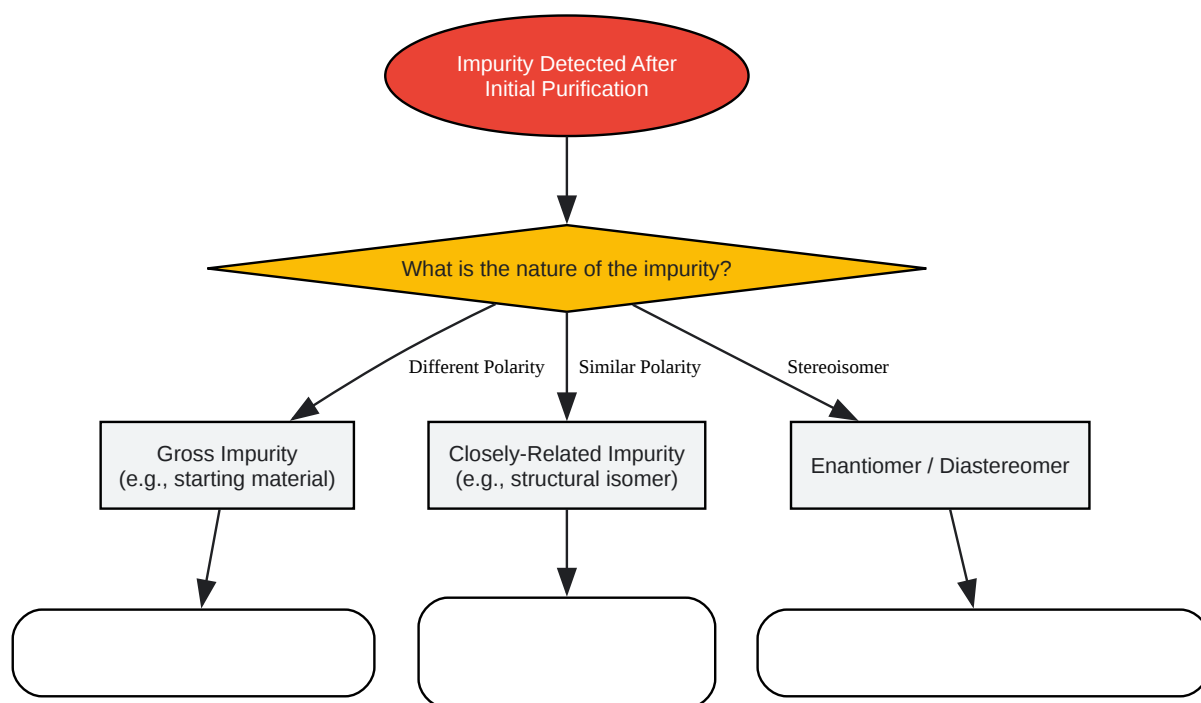 Impurity Detected After
Initial Purification
What is the nature of the impurity?
Different Polarity
Similar Polarity
Stereoisomer
Gross Impurity
(e.g., starting material)
Closely-Related Impurity
(e.g., structural isomer)
Enantiomer / Diastereomer